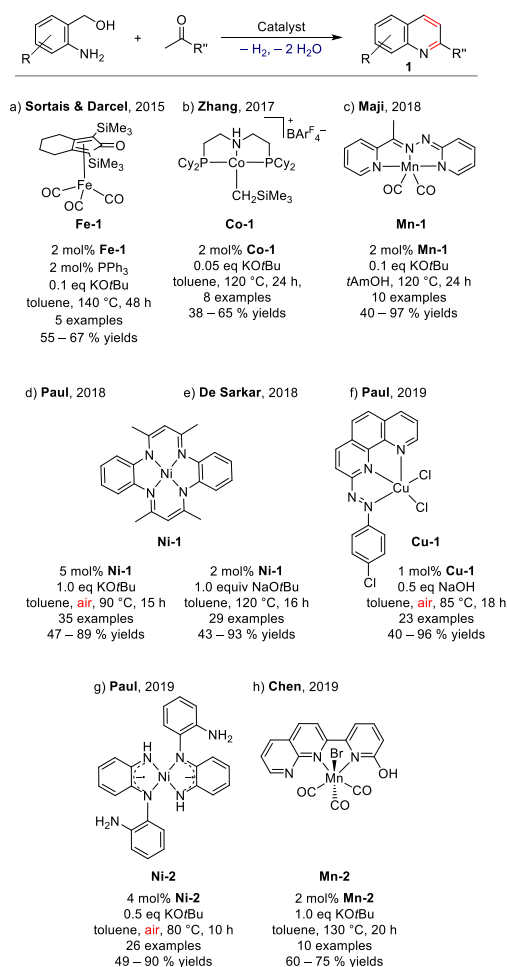 OH
R
NH2
+
O
R"
Catalyst
– H2, – 2 H2O
R
N
R"
1
a) Sortais & Darcel, 2015
SiMe3
O
SiMe3
Fe
OC
OC
CO
Fe-1
2 mol% Fe-1
2 mol% PPh3
0.1 eq KOtBu
toluene, 140 °C, 48 h
5 examples
55 – 67 % yields
b) Zhang, 2017
H
N
+
BArF4–
Cy2P
Co
PCy2
CH2SiMe3
Co-1
2 mol% Co-1
0.05 eq KOtBu
toluene, 120 °C, 24 h,
8 examples
38 – 65 % yields
c) Maji, 2018
N
N
N
Mn
N
OC
CO
Mn-1
2 mol% Mn-1
0.1 eq KOtBu
tAmOH, 120 °C, 24 h
10 examples
40 – 97 % yields
d) Paul, 2018
e) De Sarkar, 2018
N
N
Ni
N
N
Ni-1
5 mol% Ni-1
1.0 eq KOtBu
toluene, air, 90 °C, 15 h
35 examples
47 – 89 % yields
2 mol% Ni-1
1.0 equiv NaOtBu
toluene, 120 °C, 16 h
29 examples
43 – 93 % yields
f) Paul, 2019
N
N
Cl
Cu
Cl
N
N
Cl
Cu-1
1 mol% Cu-1
0.5 eq NaOH
toluene, air, 85 °C, 18 h
23 examples
40 – 96 % yields
g) Paul, 2019
NH2
H
N
N
Ni
N
N
H
H2N
Ni-2
4 mol% Ni-2
0.5 eq KOtBu
toluene, air, 80 °C, 10 h
26 examples
49 – 90 % yields
h) Chen, 2019
N
N
Br
N
OH
Mn
OC
CO
CO
Mn-2
2 mol% Mn-2
1.0 eq KOtBu
toluene, 130 °C, 20 h
10 examples
60 – 75 % yields